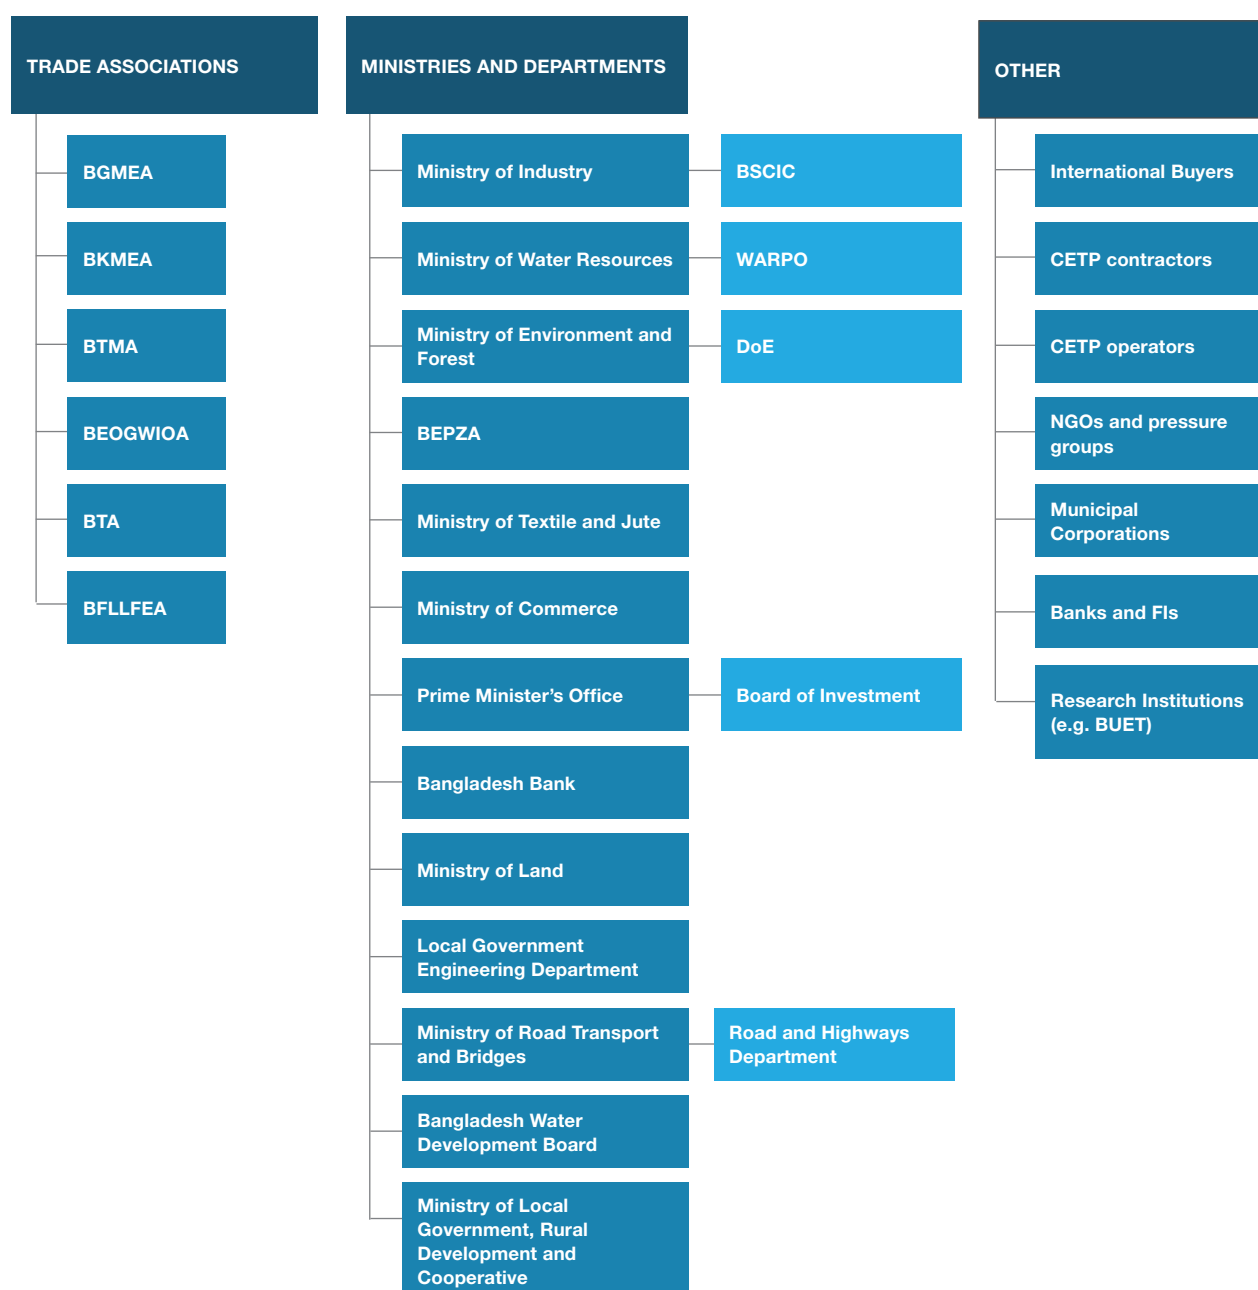 TRADE ASSOCIATIONS
BGMEA
BKMEA
BTMA
BEOGWIOA
BTA
BFLLFEA
MINISTRIES AND DEPARTMENTS
Ministry of Industry
BSCIC
Ministry of Water Resources
WARPO
Ministry of Environment and
Forest
DoE
BEPZA
Ministry of Textile and Jute
Ministry of Commerce
Prime Minister’s Office
Board of Investment
Bangladesh Bank
Ministry of Land
Local Government
Engineering Department
Ministry of Road Transport
and Bridges
Road and Highways
Department
Bangladesh Water
Development Board
Ministry of Local
Government, Rural
Development and
Cooperative
OTHER
International Buyers
CETP contractors
CETP operators
NGOs and pressure
groups
Municipal
Corporations
Banks and FIs
Research Institutions
(e.g. BUET)